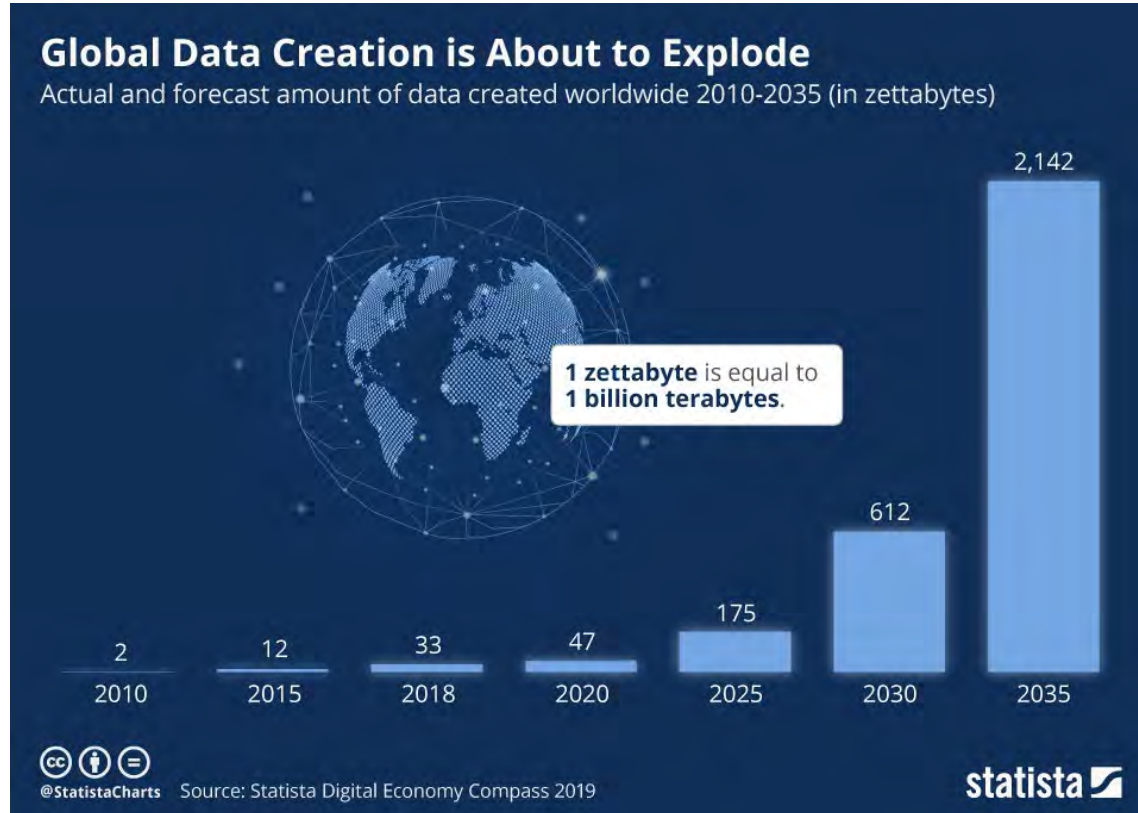 Global Data Creation is About to Explode
Actual and forecast amount of data created worldwide 2010-2035 (in zettabytes)
2,142
1 zettabyte is equal to
1 billion terabytes.
612
175
47
33
12
2
2010 2015 2018 2020 2025 2030 2035
cc
@StatistaCharts Source: Statista Digital Economy Compass 2019
statista